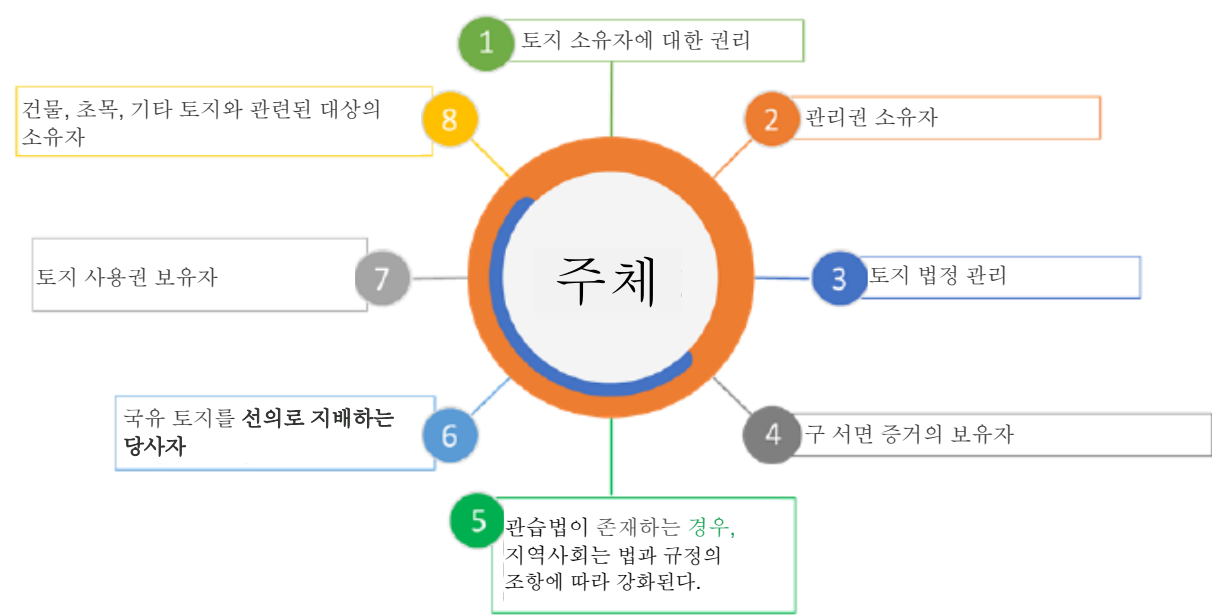 1
토지 소유자에 대한 권리
2
관리권 소유자
3
토지 법정 관리
4
구 서면 증거의 보유자
5
관습법이 존재하는 경우,
지역사회는 법과 규정의
조항에 따라 강화된다.
6
국유 토지를 선의로 지배하는
당사자
7
토지 사용권 보유자
8
건물, 초목, 기타 토지와 관련된 대상의
소유자
주체